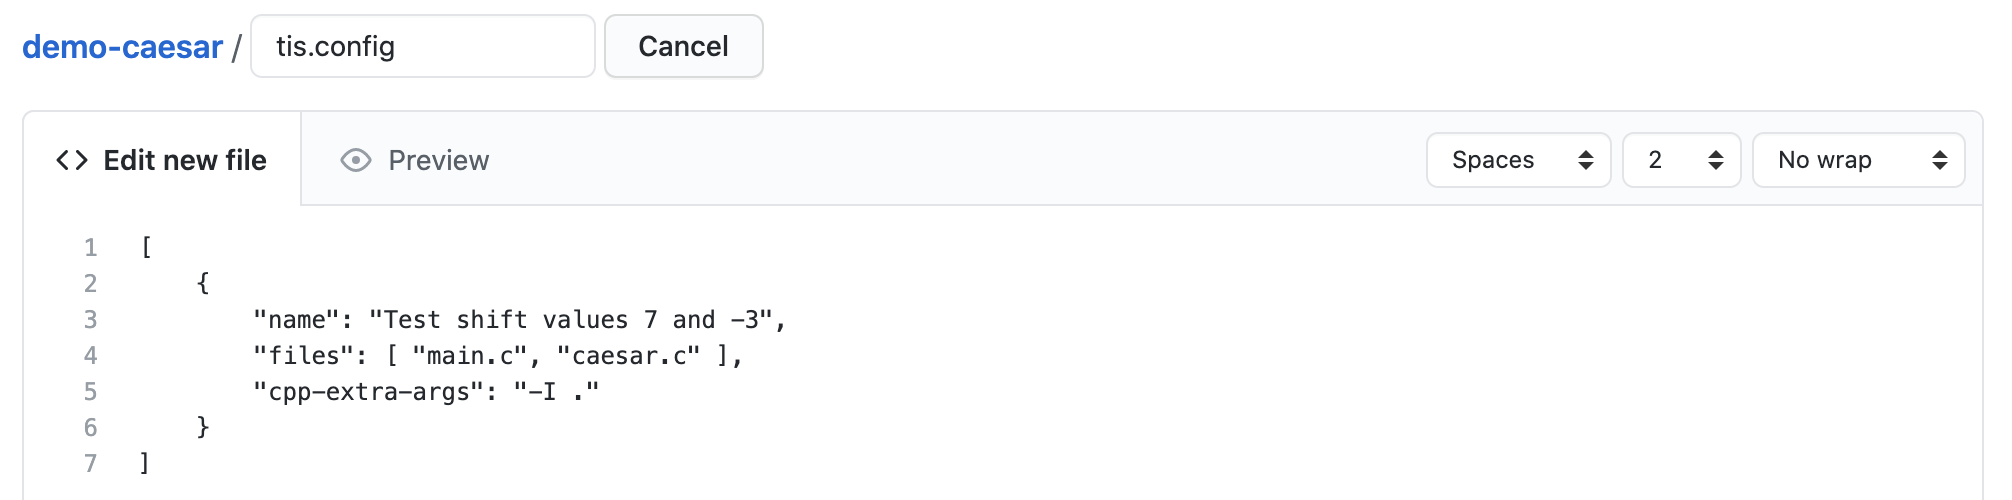 demo-caesar / tis.config Cancel
<> Edit new file Preview Spaces 2 No wrap
1 [
2     {
3         "name": "Test shift values 7 and -3",
4         "files": [ "main.c", "caesar.c" ],
5         "cpp-extra-args": "-I ."
6     }
7 ]